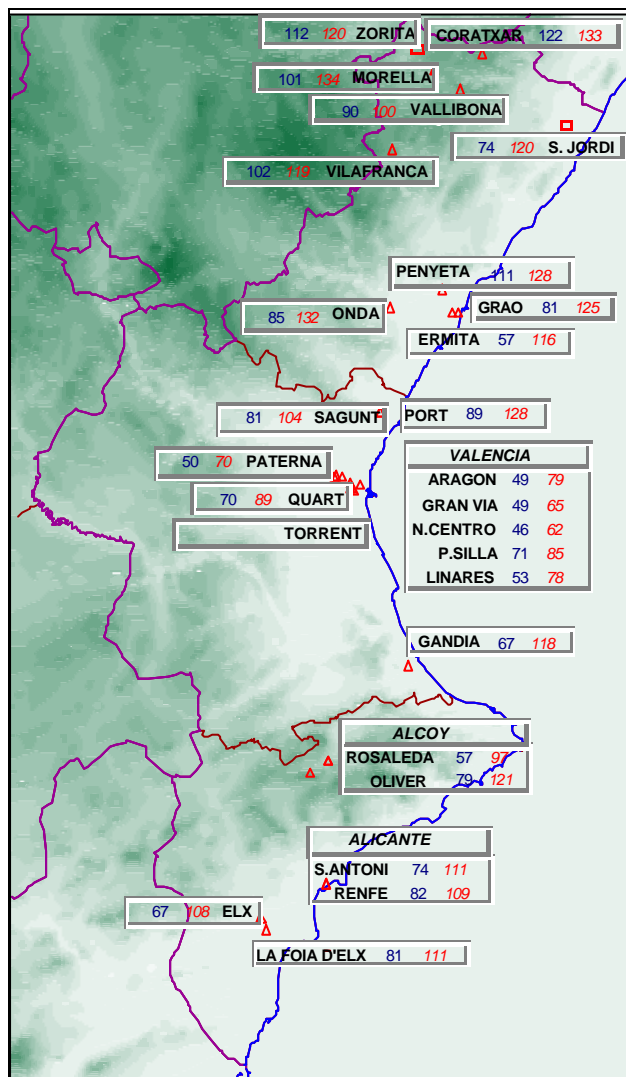 112 120 ZORITA
CORATXAR 122 133
101 134 MORELLA
90 100 VALLIBONA
74 120 S. JORDI
102 119 VILAFRANCA
PENYETA 111 128
85 132 ONDA
GRAO 81 125
ERMITA 57 116
81 104 SAGUNT
PORT 89 128
50 70 PATERNA
70 89 QUART
TORRENT
VALENCIA
ARAGON 49 79
GRAN VIA 49 65
N.CENTRO 46 62
P.SILLA 71 85
LINARES 53 78
GANDIA 67 118
ALCOY
ROSALEDA 57 97
OLIVER 79 121
ALICANTE
S.ANTONI 74 111
RENFE 82 109
67 108 ELX
LA FOIA D'ELX 81 111